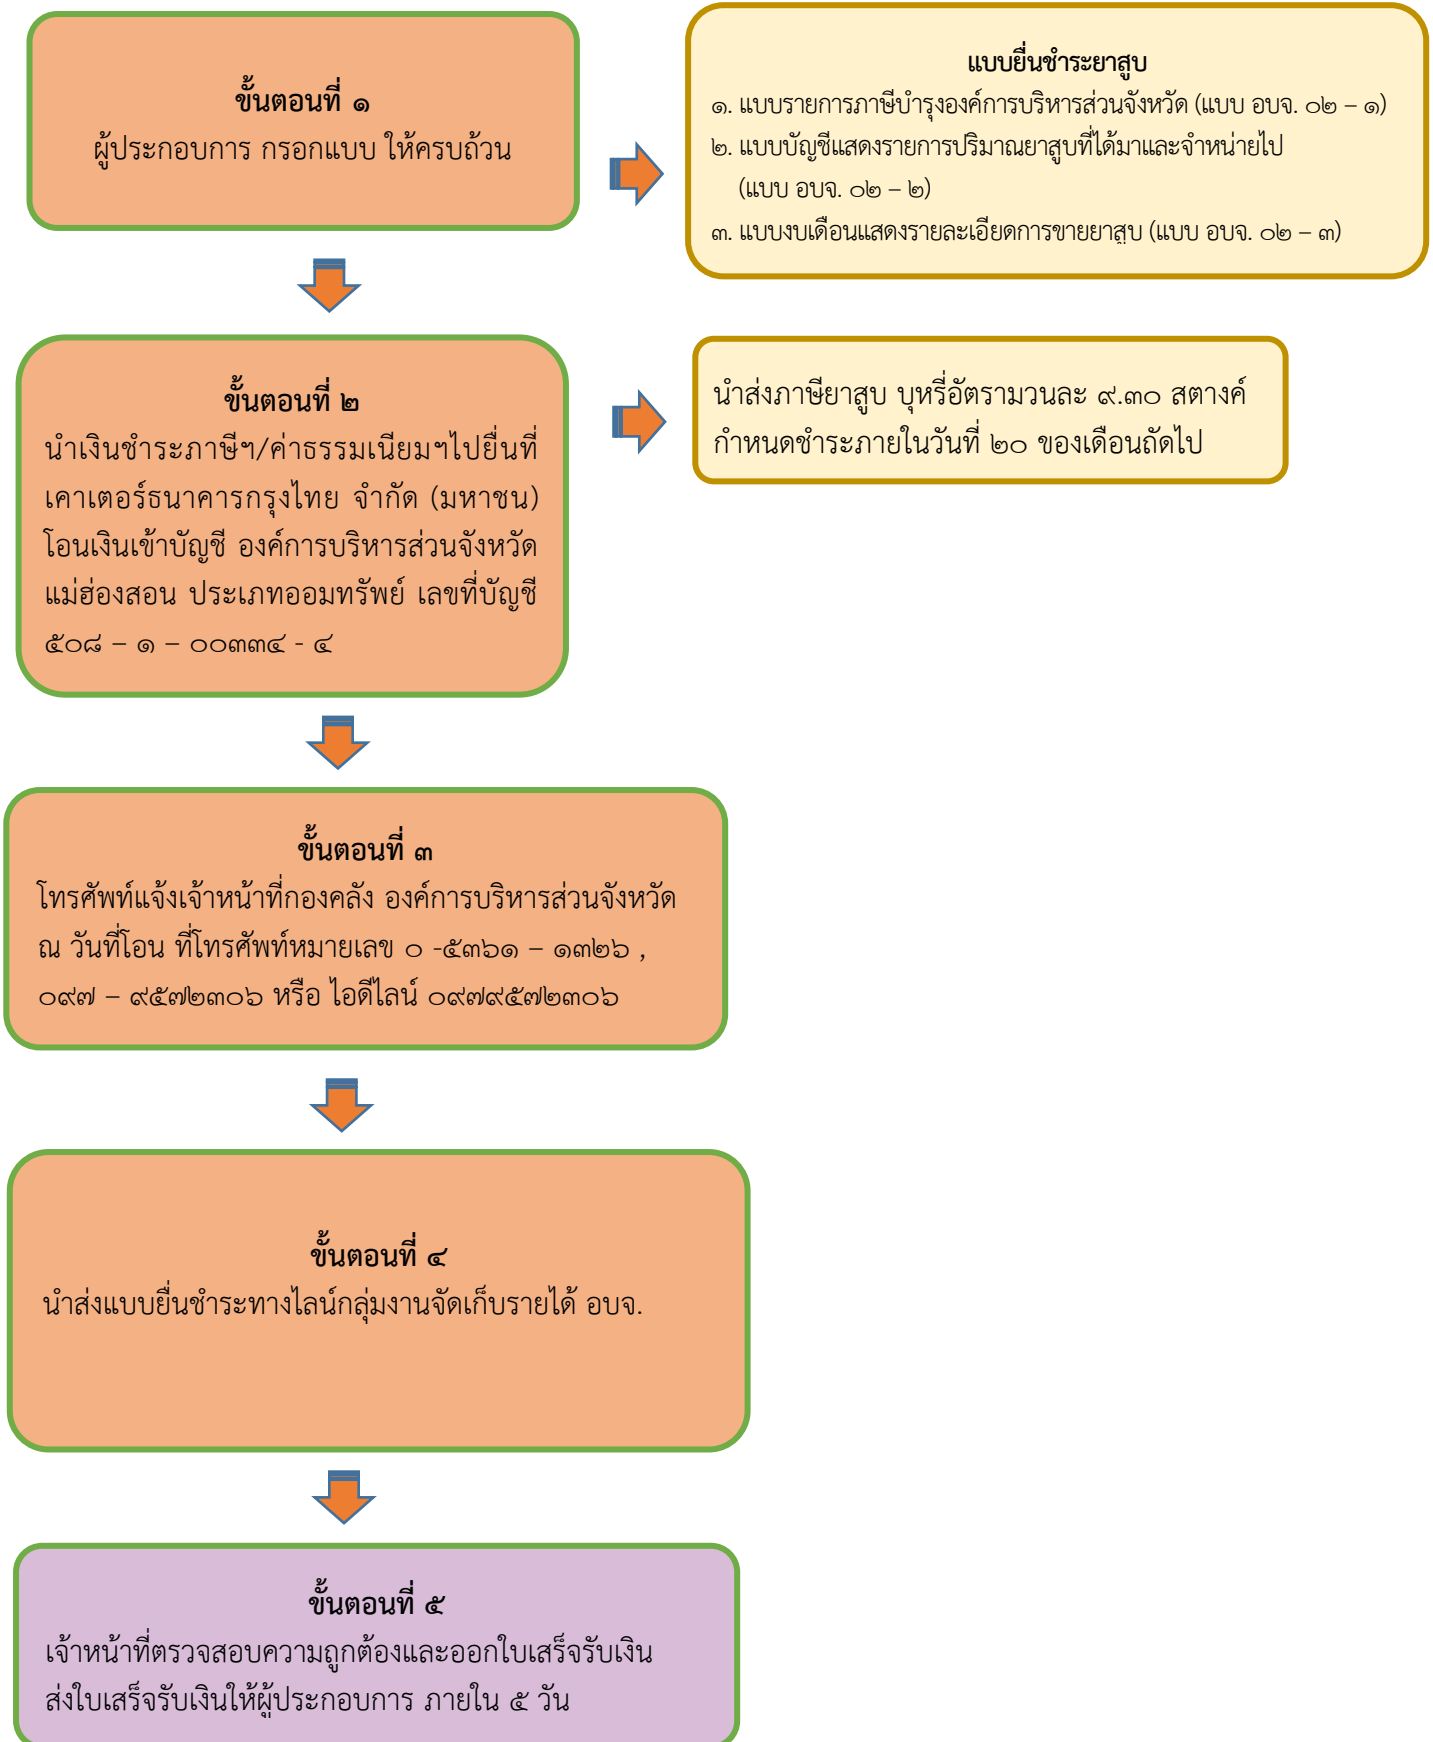 ขั้นตอนที่ ๑
ผู้ประกอบการ กรอกแบบ ให้ครบถ้วน
แบบยื่นชำระยาสูบ
๑. แบบรายการภาษีบำรุงองค์การบริหารส่วนจังหวัด (แบบ อบจ. ๐๒ – ๑)
๒. แบบบัญชีแสดงรายการปริมาณยาสูบที่ได้มาและจำหน่ายไป
(แบบ อบจ. ๐๒ – ๒)
๓. แบบงบเดือนแสดงรายละเอียดการขายยาสูบ (แบบ อบจ. ๐๒ – ๓)
ขั้นตอนที่ ๒
นำเงินชำระภาษีฯ/ค่าธรรมเนียมฯไปยื่นที่
เคาเตอร์ธนาคารกรุงไทย จำกัด (มหาชน)
โอนเงินเข้าบัญชี องค์การบริหารส่วนจังหวัด
แม่ฮ่องสอน ประเภทออมทรัพย์ เลขที่บัญชี
๕๐๘ – ๑ – ๐๐๓๓๔ - ๔
นำส่งภาษียาสูบ บุหรี่อัตรามวนละ ๙.๓๐ สตางค์
กำหนดชำระภายในวันที่ ๒๐ ของเดือนถัดไป
ขั้นตอนที่ ๓
โทรศัพท์แจ้งเจ้าหน้าที่กองคลัง องค์การบริหารส่วนจังหวัด
ณ วันที่โอน ที่โทรศัพท์หมายเลข ๐ -๕๓๖๑ – ๑๓๒๖ ,
๐๙๗ – ๙๕๗๒๓๐๖ หรือ ไอดีไลน์ ๐๙๗๙๕๗๒๓๐๖
ขั้นตอนที่ ๔
นำส่งแบบยื่นชำระทางไลน์กลุ่มงานจัดเก็บรายได้ อบจ.
ขั้นตอนที่ ๕
เจ้าหน้าที่ตรวจสอบความถูกต้องและออกใบเสร็จรับเงิน
ส่งใบเสร็จรับเงินให้ผู้ประกอบการ ภายใน ๕ วัน